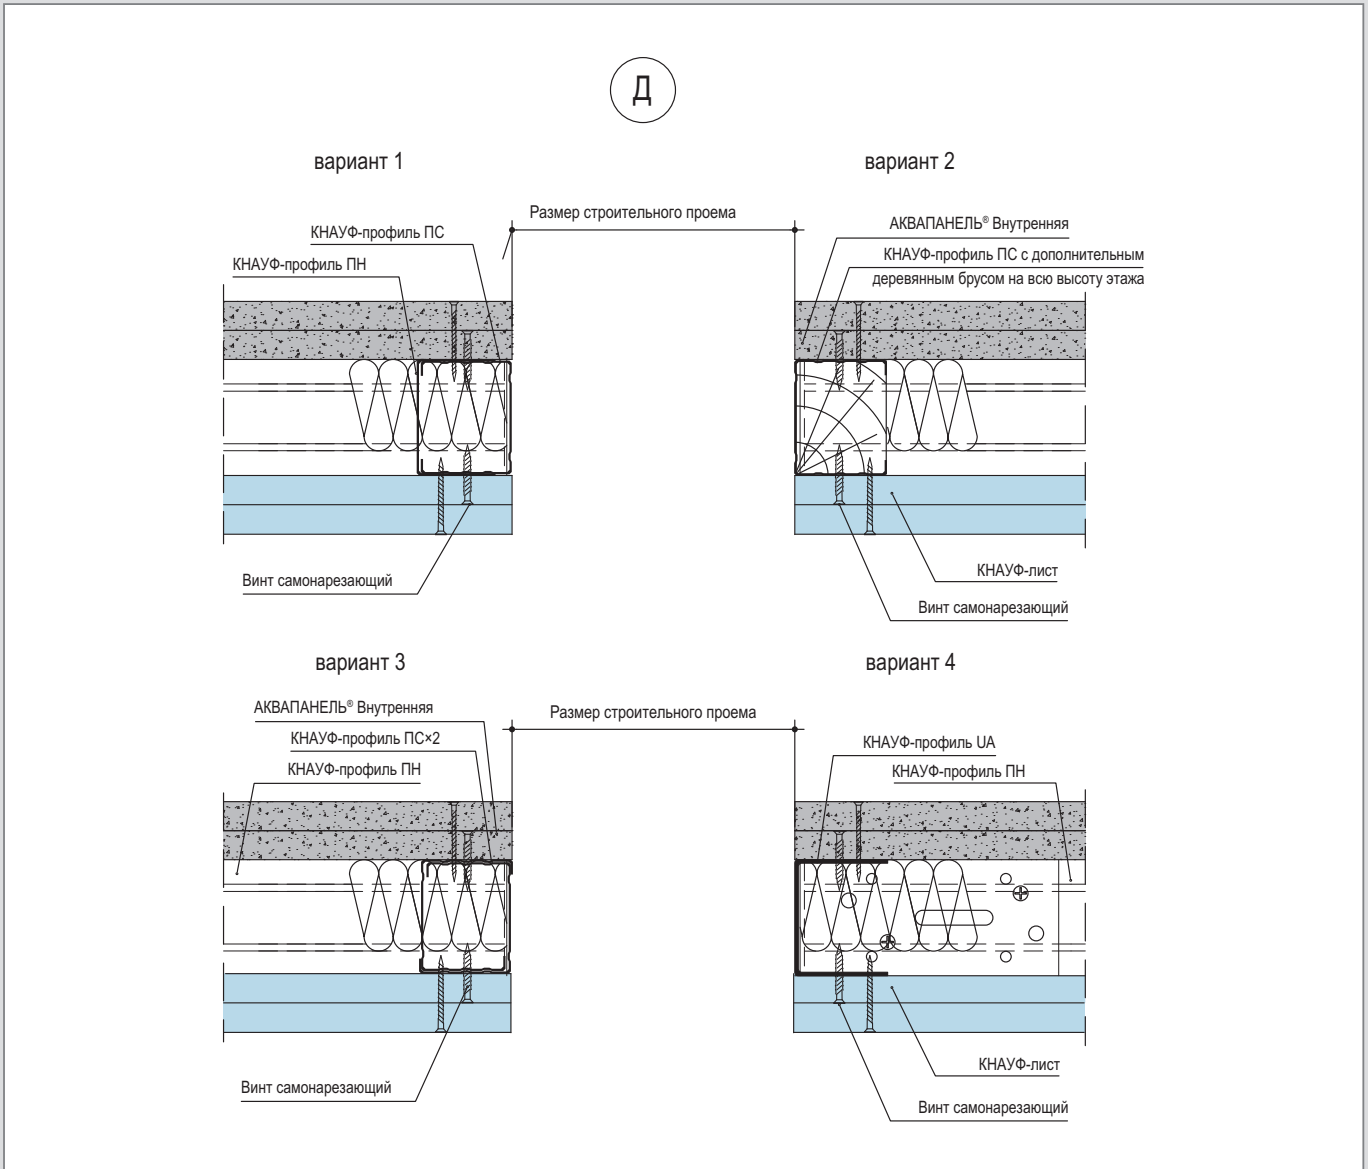 Д
вариант 1
вариант 2
Размер строительного проема
КНАУФ-профиль ПС
КНАУФ-профиль ПН
АКВАПАНЕЛЬ® Внутренняя
КНАУФ-профиль ПС с дополнительным
деревянным брусом на всю высоту этажа
Винт самонарезающий
КНАУФ-лист
Винт самонарезающий
вариант 3
вариант 4
АКВАПАНЕЛЬ® Внутренняя
КНАУФ-профиль ПС×2
КНАУФ-профиль ПН
Размер строительного проема
КНАУФ-профиль UA
КНАУФ-профиль ПН
Винт самонарезающий
КНАУФ-лист
Винт самонарезающий